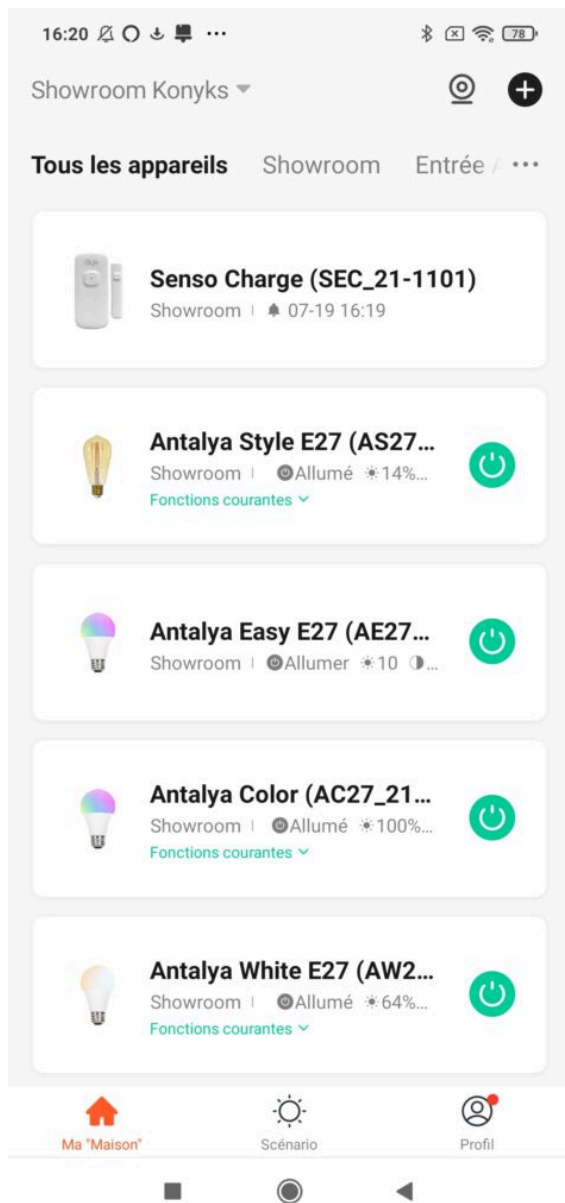 16:20 ...
78
Showroom Konyks
Tous les appareils Showroom Entrée ...
Senso Charge (SEC_21-1101)
Showroom 07-19 16:19
Antalya Style E27 (AS27...
Showroom Allumé 14%...
Fonctions courantes
Antalya Easy E27 (AE27...
Showroom Allumer 10 ...
Antalya Color (AC27_21...
Showroom Allumé 100%...
Fonctions courantes
Antalya White E27 (AW2...
Showroom Allumé 64%...
Fonctions courantes
Ma "Maison" Scénario Profil